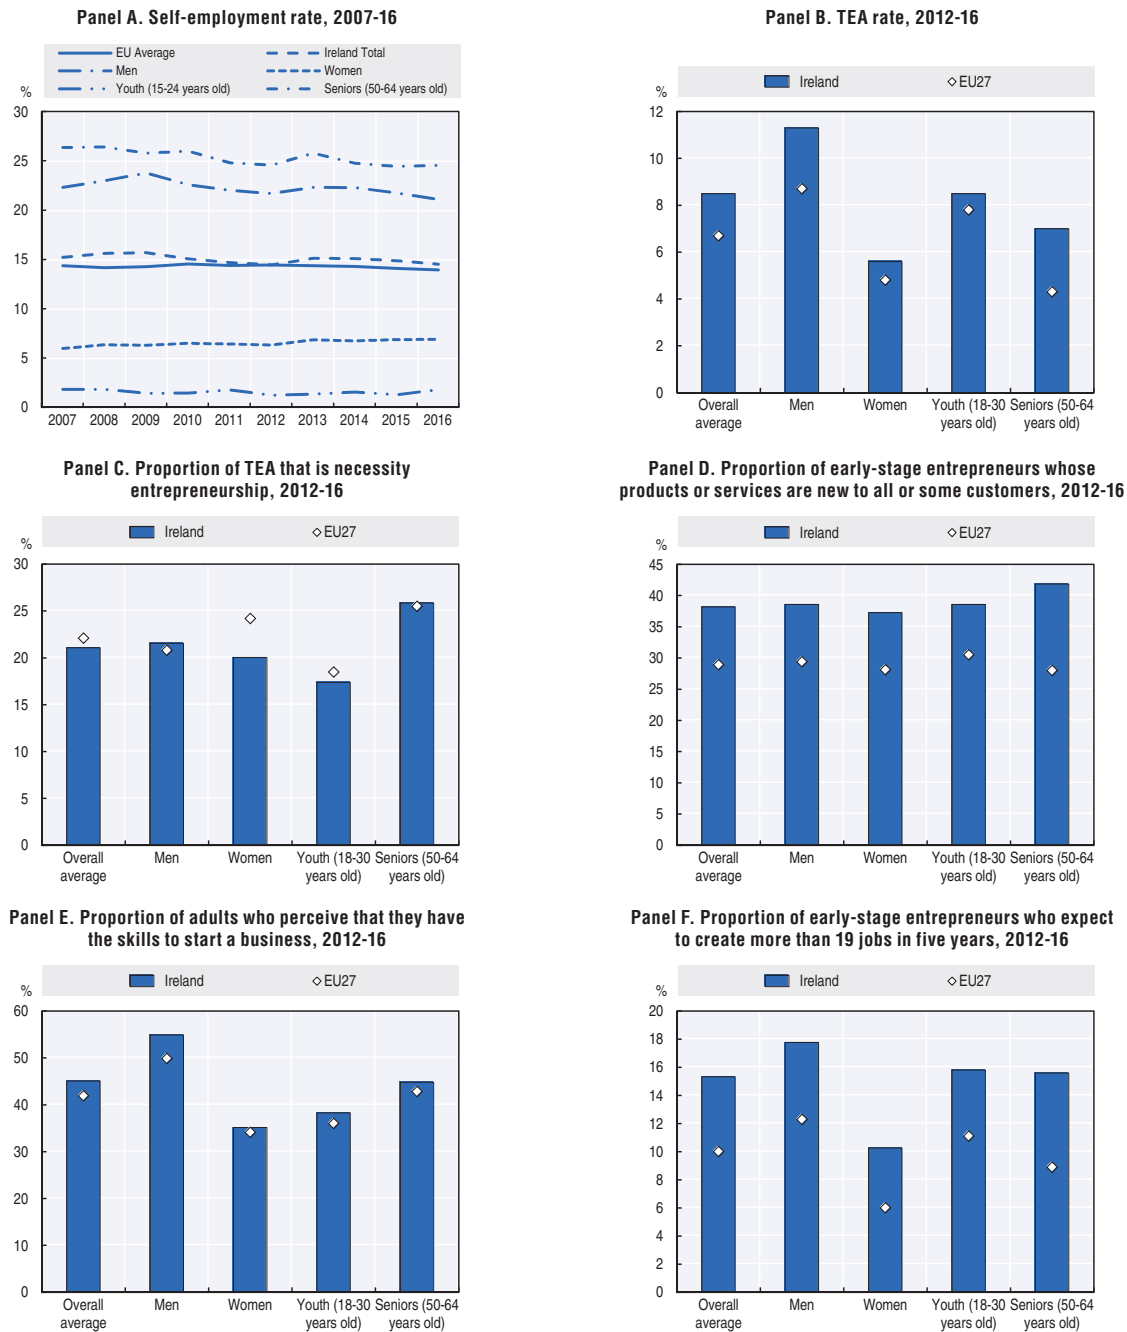 Panel A. Self-employment rate, 2007-16
EU Average
Ireland Total
Men
Women
Youth (15-24 years old)
Seniors (50-64 years old)
%
30
25
20
15
10
5
0
2007 2008 2009 2010 2011 2012 2013 2014 2015 2016
Panel B. TEA rate, 2012-16
Ireland
EU27
%
12
10
8
6
4
2
0
Overall average
Men
Women
Youth (18-30 years old)
Seniors (50-64 years old)
Panel C. Proportion of TEA that is necessity
entrepreneurship, 2012-16
Ireland
EU27
%
30
25
20
15
10
5
0
Overall average
Men
Women
Youth (18-30 years old)
Seniors (50-64 years old)
Panel D. Proportion of early-stage entrepreneurs whose
products or services are new to all or some customers, 2012-16
Ireland
EU27
%
45
40
35
30
25
20
15
10
5
0
Overall average
Men
Women
Youth (18-30 years old)
Seniors (50-64 years old)
Panel E. Proportion of adults who perceive that they have
the skills to start a business, 2012-16
Ireland
EU27
%
60
50
40
30
20
10
0
Overall average
Men
Women
Youth (18-30 years old)
Seniors (50-64 years old)
Panel F. Proportion of early-stage entrepreneurs who expect
to create more than 19 jobs in five years, 2012-16
Ireland
EU27
%
20
18
16
14
12
10
8
6
4
2
0
Overall average
Men
Women
Youth (18-30 years old)
Seniors (50-64 years old)